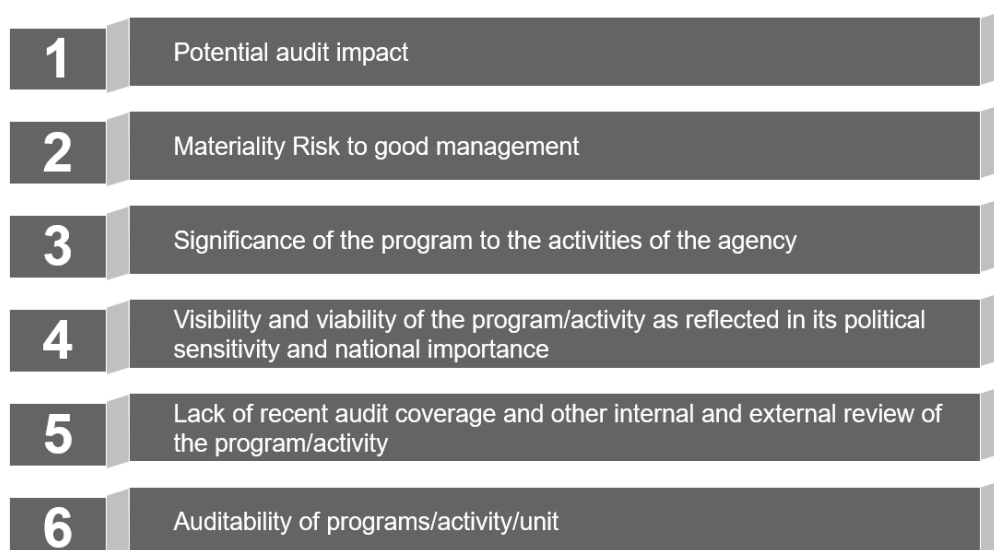 1
Potential audit impact
2
Materiality Risk to good management
3
Significance of the program to the activities of the agency
4
Visibility and viability of the program/activity as reflected in its political
sensitivity and national importance
5
Lack of recent audit coverage and other internal and external review of
the program/activity
6
Auditability of programs/activity/unit